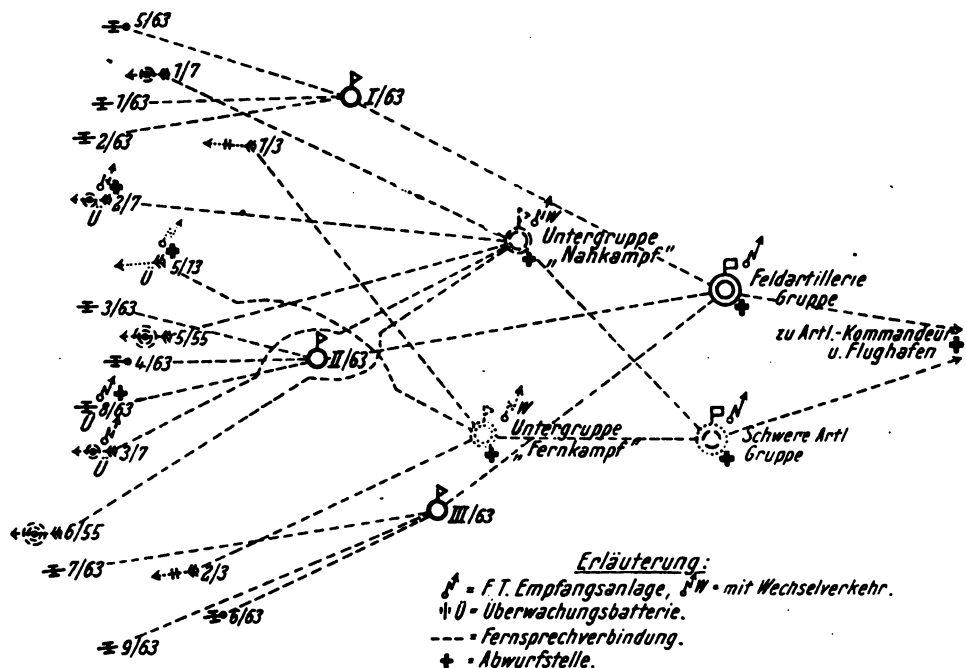 5/63
1/7
1/63
I/63
2/63
1/3
2/7
Ü
W
Untergruppe
„Nahkampf"
5/73
Ü
Feldartillerie
Gruppe
3/63
5/55
zu Artl.-Kommandeur
u. Flughafen
4/63
II/63
8/63
Ü
W
Untergruppe
„Fernkampf"
Schwere Artl
Gruppe
3/7
Ü
III/63
6/55
7/63
2/3
6/63
9/63
Erläuterung:
= F.T. Empfangsanlage, W = mit Wechselverkehr.
Ü = Überwachungsbatterie.
---- = Fernsprechverbindung.
= Abwurfstelle.